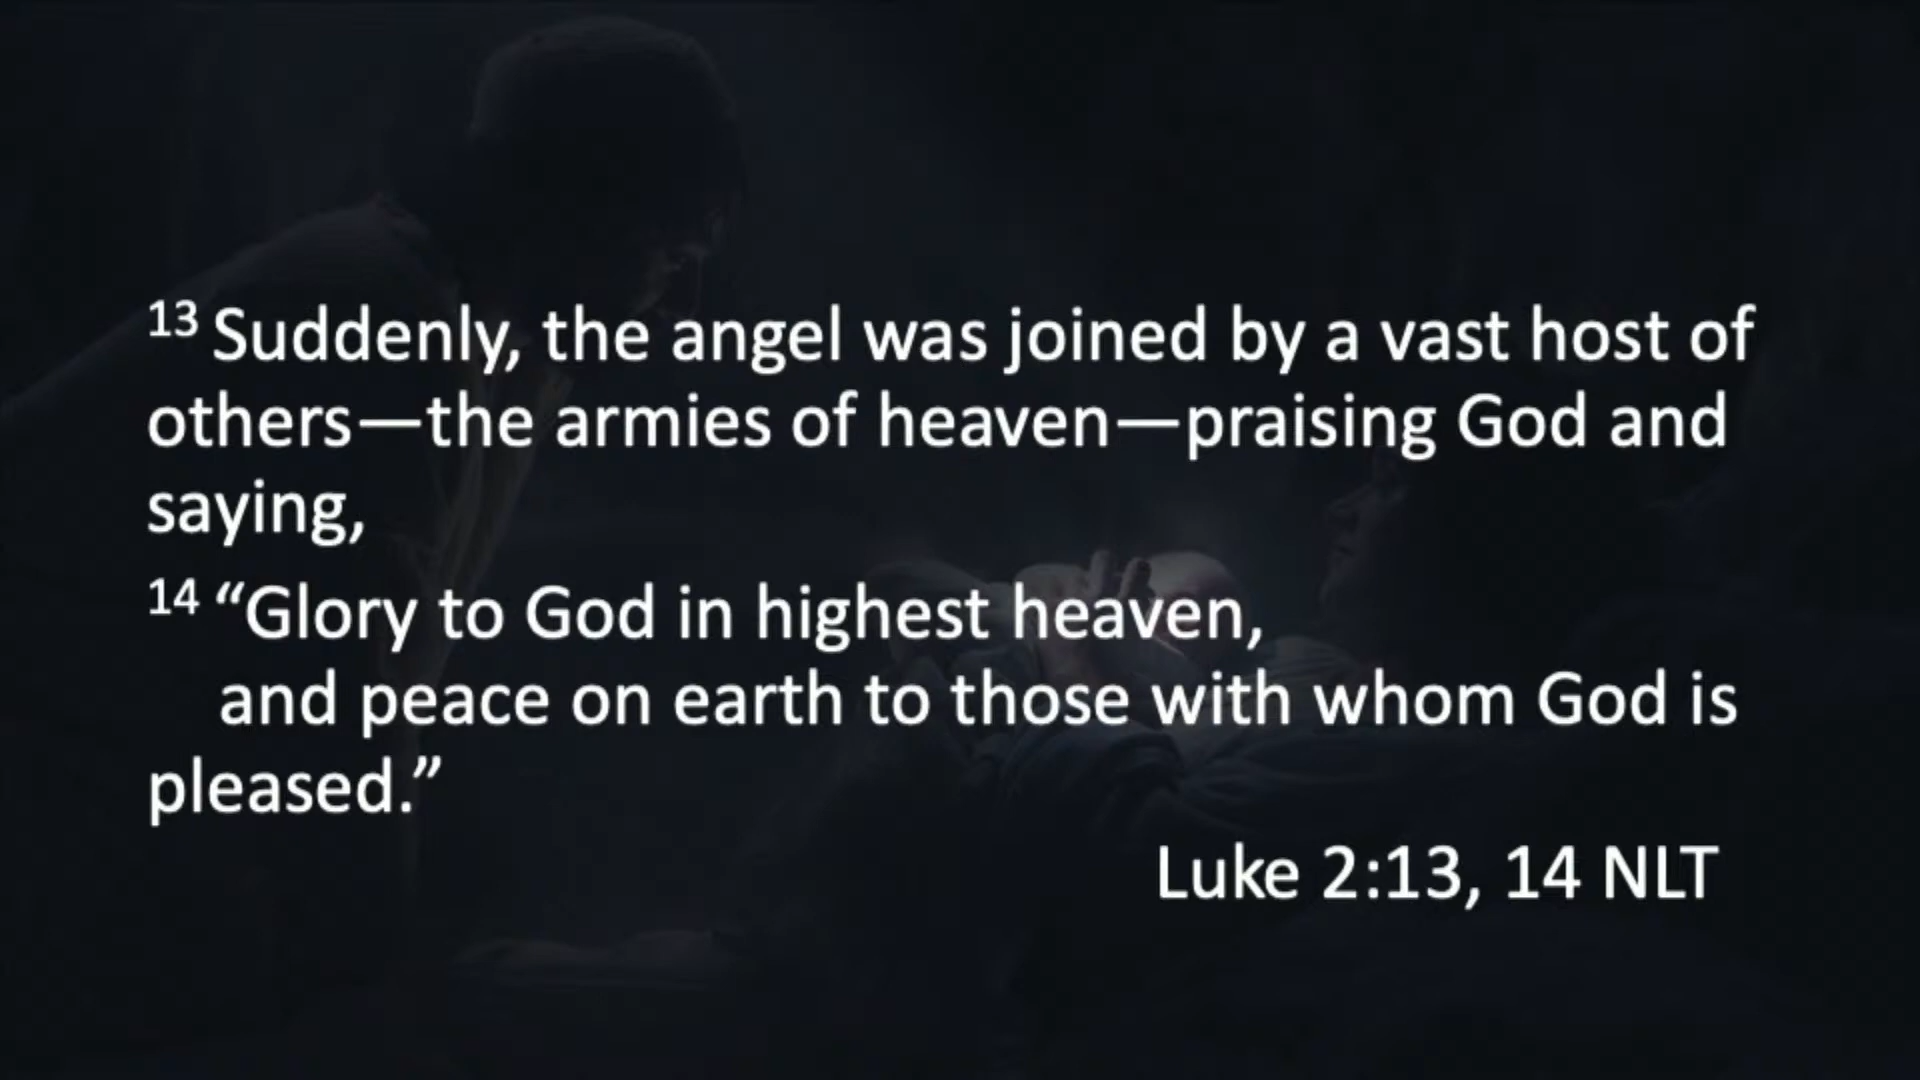 13 Suddenly, the angel was joined by a vast host of
others—the armies of heaven—praising God and
saying,
14 “Glory to God in highest heaven,
and peace on earth to those with whom God is
pleased.”
Luke 2:13, 14 NLT